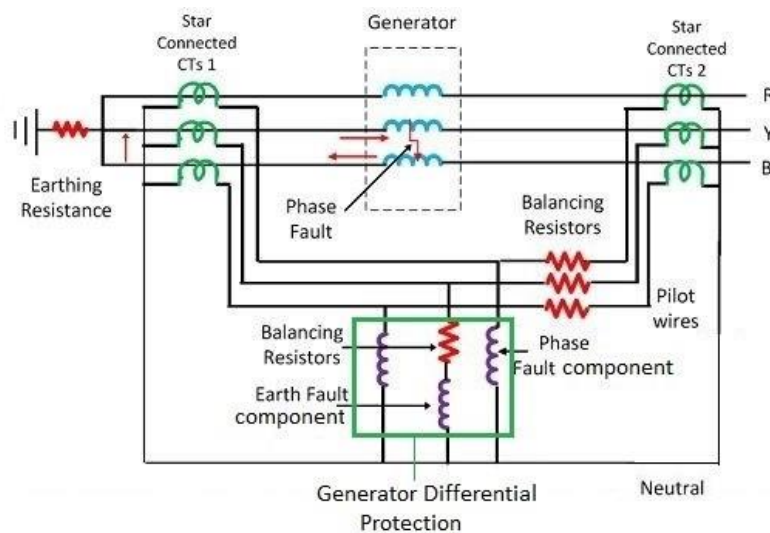 Generator
Star
Connected
CTs 1
Star
Connected
CTs 2
R
Y
B
Earthing
Resistance
Phase
Fault
Balancing
Resistors
Pilot
wires
Balancing
Resistors
Phase
Fault component
Earth Fault
component
Generator Differential
Protection
Neutral